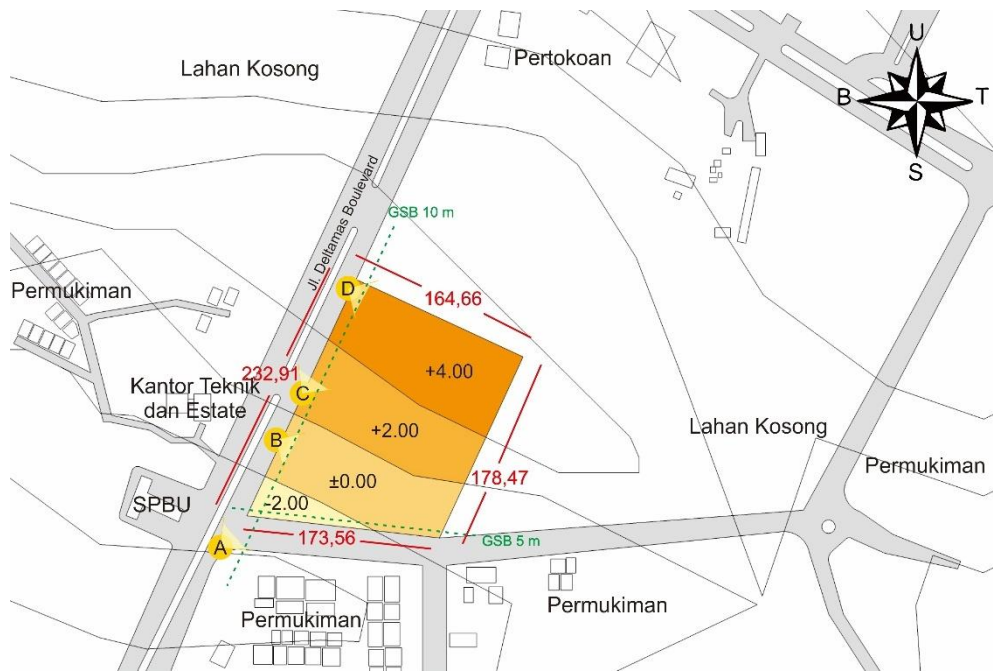 Lahan Kosong
Pertokoan
U
B
T
S
Jl. Deltamas Boulevard
GSB 10 m
Permukiman
D
164,66
+4.00
232,91
Kantor Teknik
dan Estate
C
+2.00
B
Lahan Kosong
Permukiman
178,47
±0.00
SPBU
-2.00
A
173,56
GSB 5 m
Permukiman
Permukiman